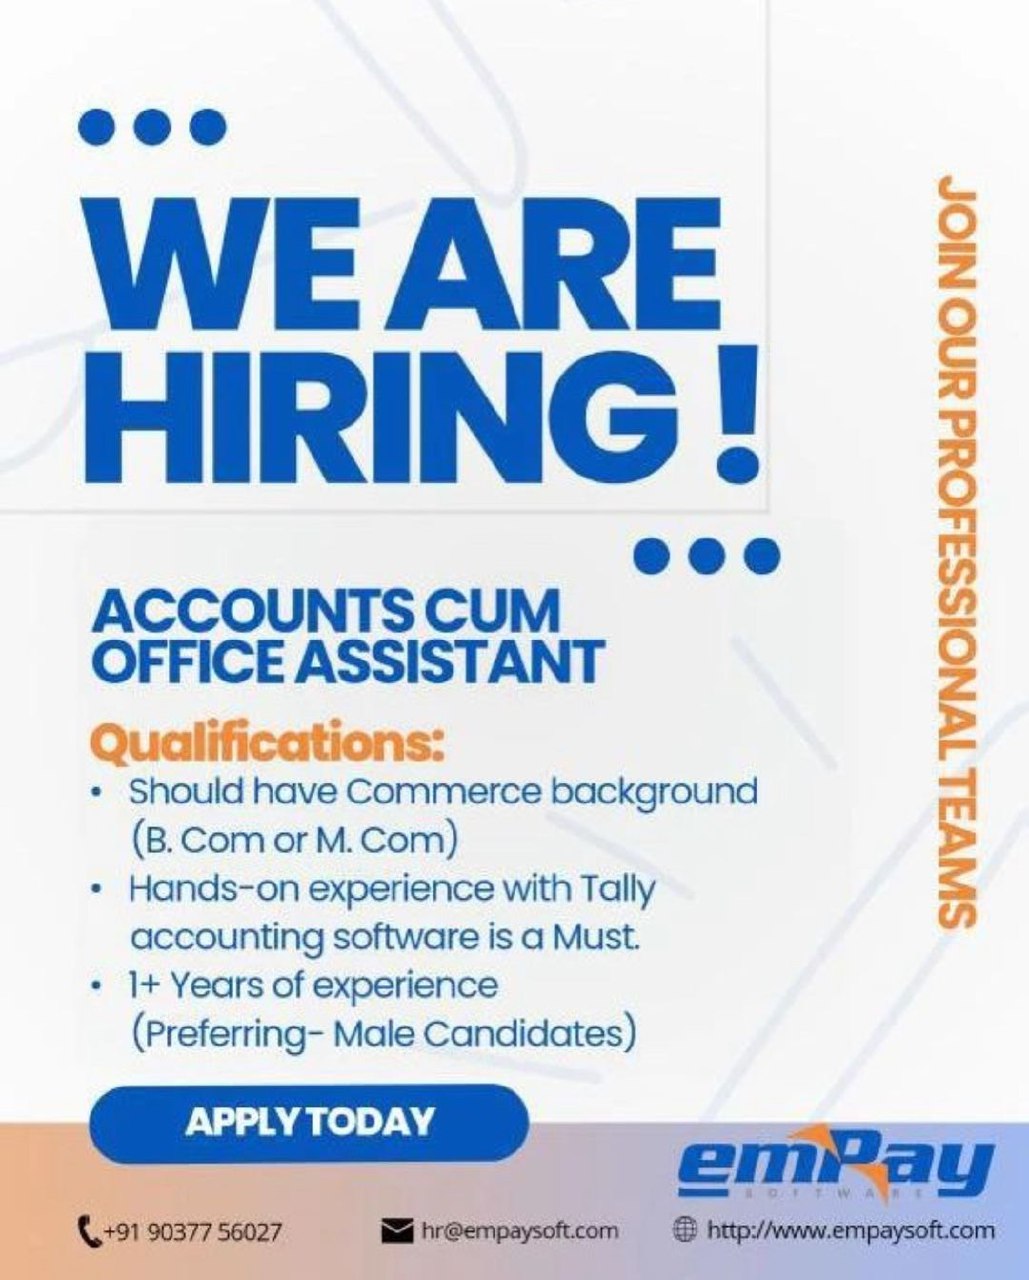 WE ARE
HIRING !
JOIN OUR PROFESSIONAL TEAMS
ACCOUNTS CUM
OFFICE ASSISTANT
Qualifications:
• Should have Commerce background
(B. Com or M. Com)
• Hands-on experience with Tally
accounting software is a Must.
• 1+ Years of experience
(Preferring- Male Candidates)
APPLY TODAY
emPay
SOFTWARE
+91 90377 56027
hr@empaysoft.com
http://www.empaysoft.com